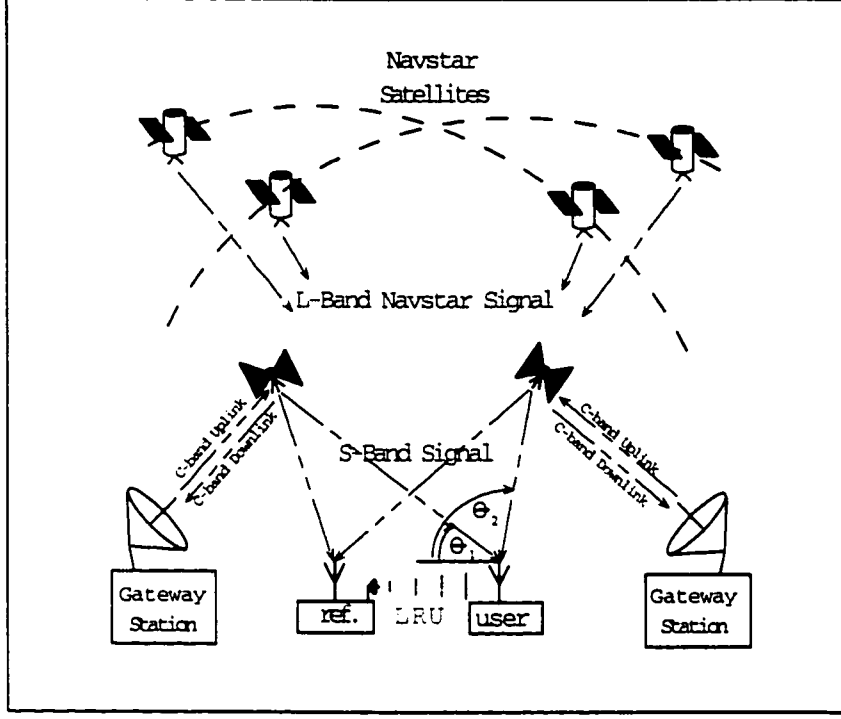 Navstar
Satellites
L-Band Navstar Signal
C-band Uplink
C-band Downlink
S-Band Signal
C-band Uplink
C-band Downlink
Θ2
Θ1
Gateway
Station
ref.
LRU
user
Gateway
Station